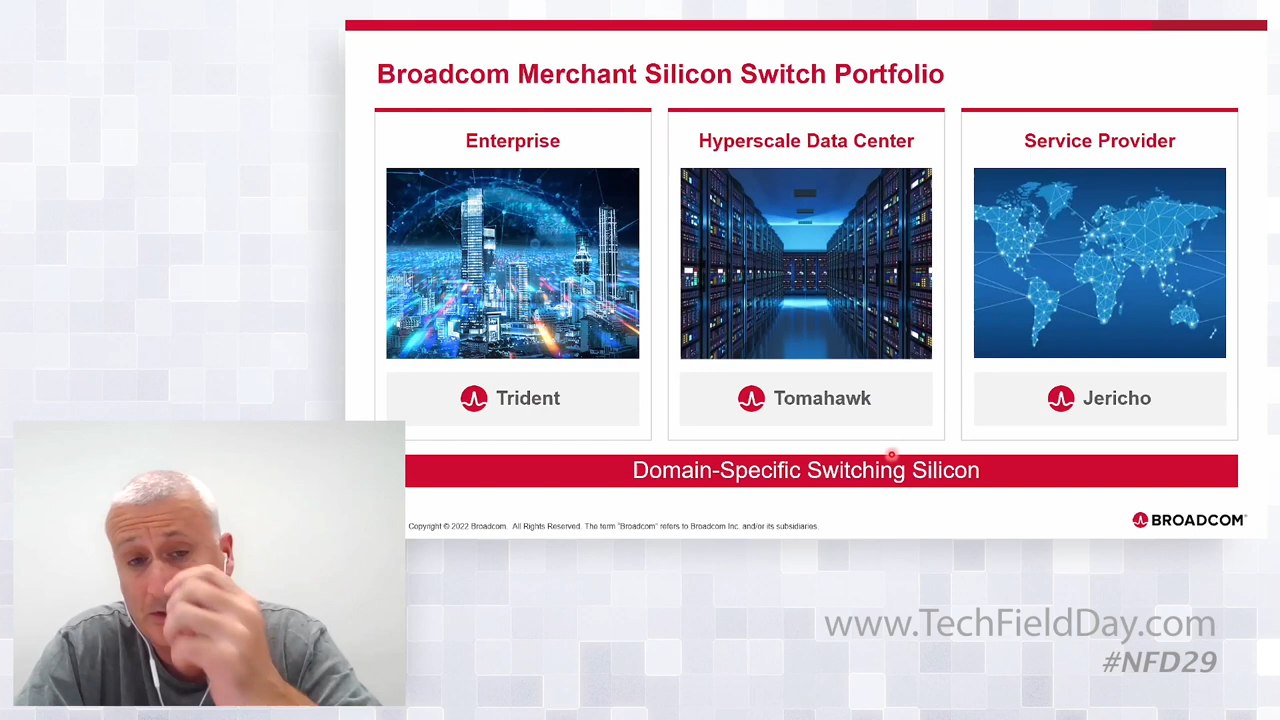 Broadcom Merchant Silicon Switch Portfolio
Enterprise
Hyperscale Data Center
Service Provider
Trident
Tomahawk
Jericho
Domain-Specific Switching Silicon
Copyright © 2022 Broadcom. All Rights Reserved. The term "Broadcom" refers to Broadcom Inc. and/or its subsidiaries.
BROADCOM®
www.TechFieldDay.com
#NFD29